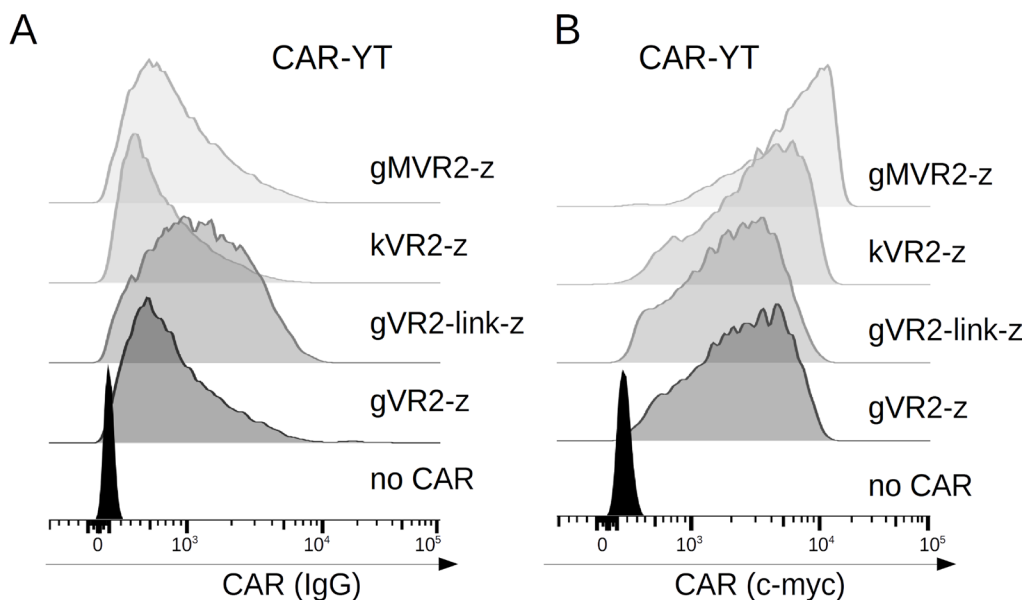 A
CAR-YT
gMVR2-z
kVR2-z
gVR2-link-z
gVR2-z
no CAR
0 10³ 10⁴ 10⁵
CAR (IgG)
B
CAR-YT
gMVR2-z
kVR2-z
gVR2-link-z
gVR2-z
no CAR
0 10³ 10⁴ 10⁵
CAR (c-myc)